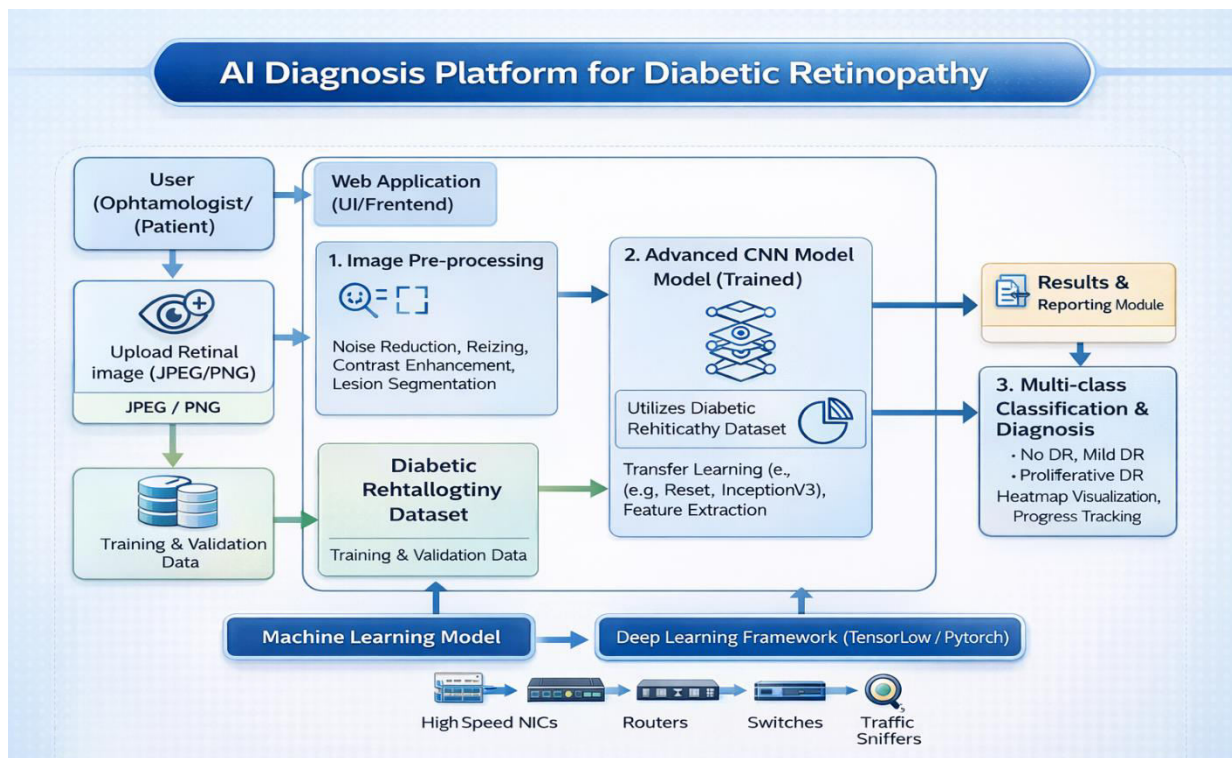 AI Diagnosis Platform for Diabetic Retinopathy
User
(Ophtamologist/
(Patient)
Upload Retinal
image (JPEG/PNG)
JPEG / PNG
Training & Validation
Data
Web Application
(UI/Frentend)
1. Image Pre-processing
Noise Reduction, Reizing,
Contrast Enhancement,
Lesion Segmentation
Diabetic
Rehtallogtiny
Dataset
Training & Validation Data
2. Advanced CNN Model
Model (Trained)
Utilizes Diabetic
Rehiticathy Dataset
Transfer Learning (e.,
(e.g, Reset, InceptionV3),
Feature Extraction
Results &
Reporting Module
3. Multi-class
Classification &
Diagnosis
• No DR, Mild DR
• Proliferative DR
Heatmap Visualization,
Progress Tracking
Machine Learning Model
Deep Learning Framework (TensorLow / Pytorch)
High Speed NICs
Routers
Switches
Traffic
Sniffers